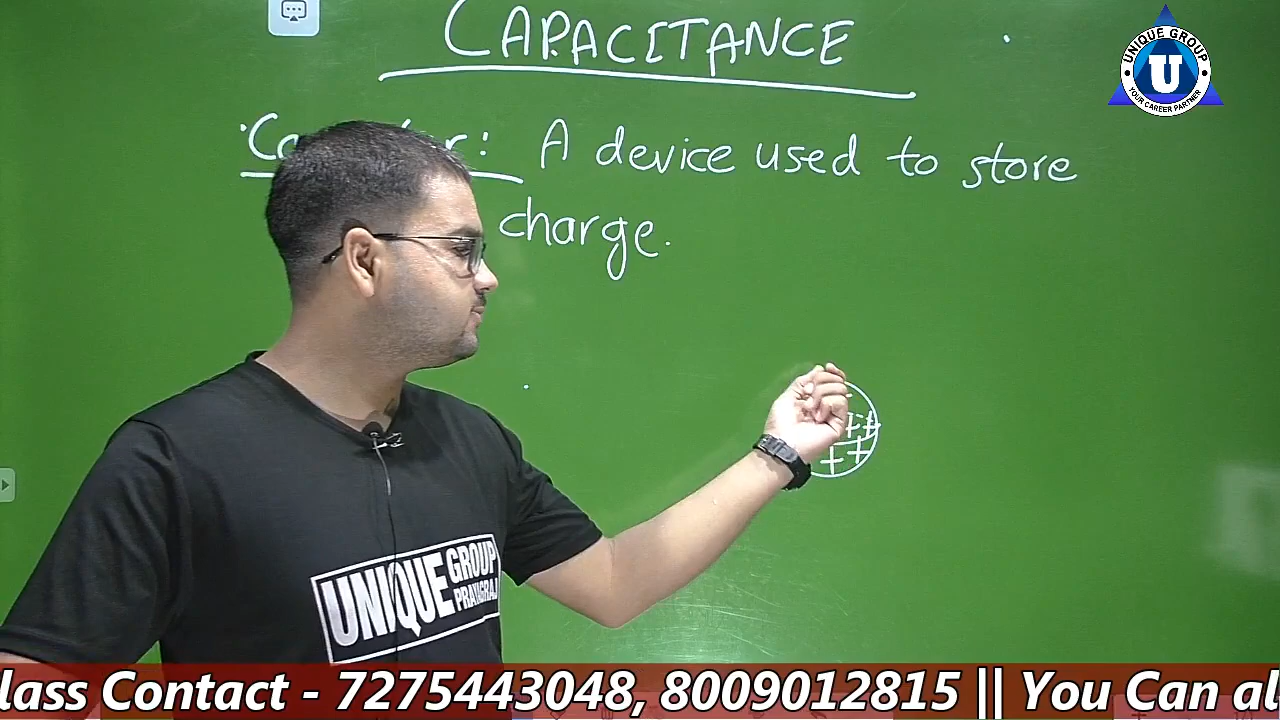 CAPACITANCE
A device used to store
charge.
UNIQUE GROUP
U
YOUR CAREER PARTNER
UNIQUE GROUP
PRAYAGRAJ
lass Contact - 7275443048, 8009012815 || You Can al